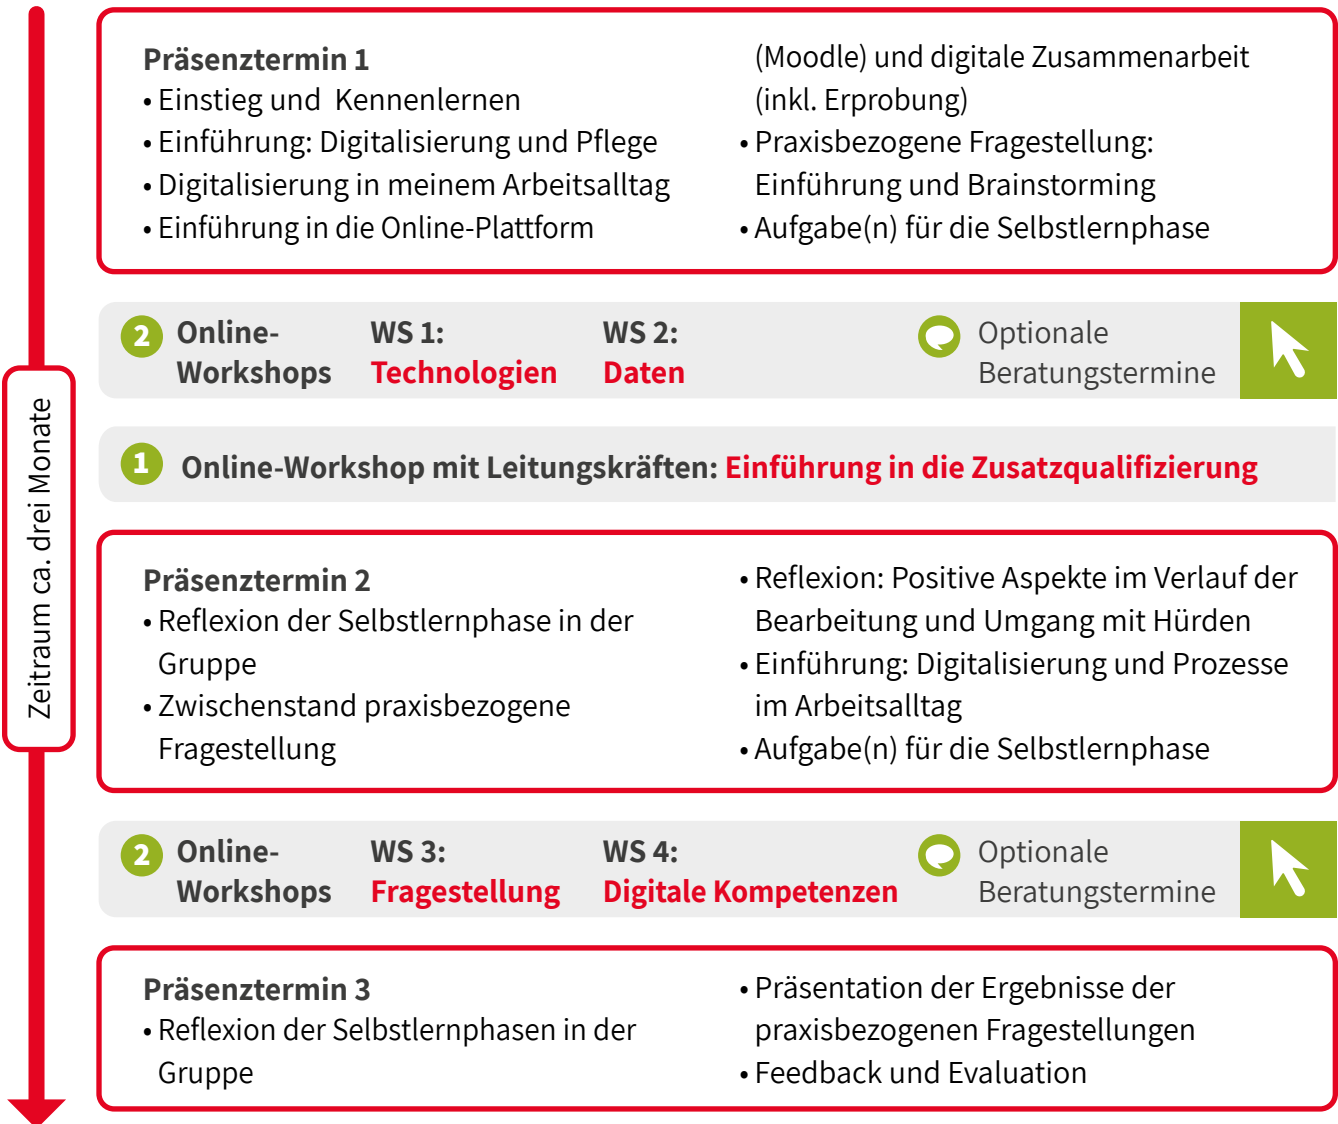 Zeitraum ca. drei Monate
Präsenztermin 1
• Einstieg und Kennenlernen
• Einführung: Digitalisierung und Pflege
• Digitalisierung in meinem Arbeitsalltag
• Einführung in die Online-Plattform
(Moodle) und digitale Zusammenarbeit
(inkl. Erprobung)
• Praxisbezogene Fragestellung:
Einführung und Brainstorming
• Aufgabe(n) für die Selbstlernphase
2 Online-
Workshops
WS 1:
Technologien
WS 2:
Daten
Optionale
Beratungstermine
1 Online-Workshop mit Leitungskräften: Einführung in die Zusatzqualifizierung
Präsenztermin 2
• Reflexion der Selbstlernphase in der
Gruppe
• Zwischenstand praxisbezogene
Fragestellung
• Reflexion: Positive Aspekte im Verlauf der
Bearbeitung und Umgang mit Hürden
• Einführung: Digitalisierung und Prozesse
im Arbeitsalltag
• Aufgabe(n) für die Selbstlernphase
2 Online-
Workshops
WS 3:
Fragestellung
WS 4:
Digitale Kompetenzen
Optionale
Beratungstermine
Präsenztermin 3
• Reflexion der Selbstlernphasen in der
Gruppe
• Präsentation der Ergebnisse der
praxisbezogenen Fragestellungen
• Feedback und Evaluation